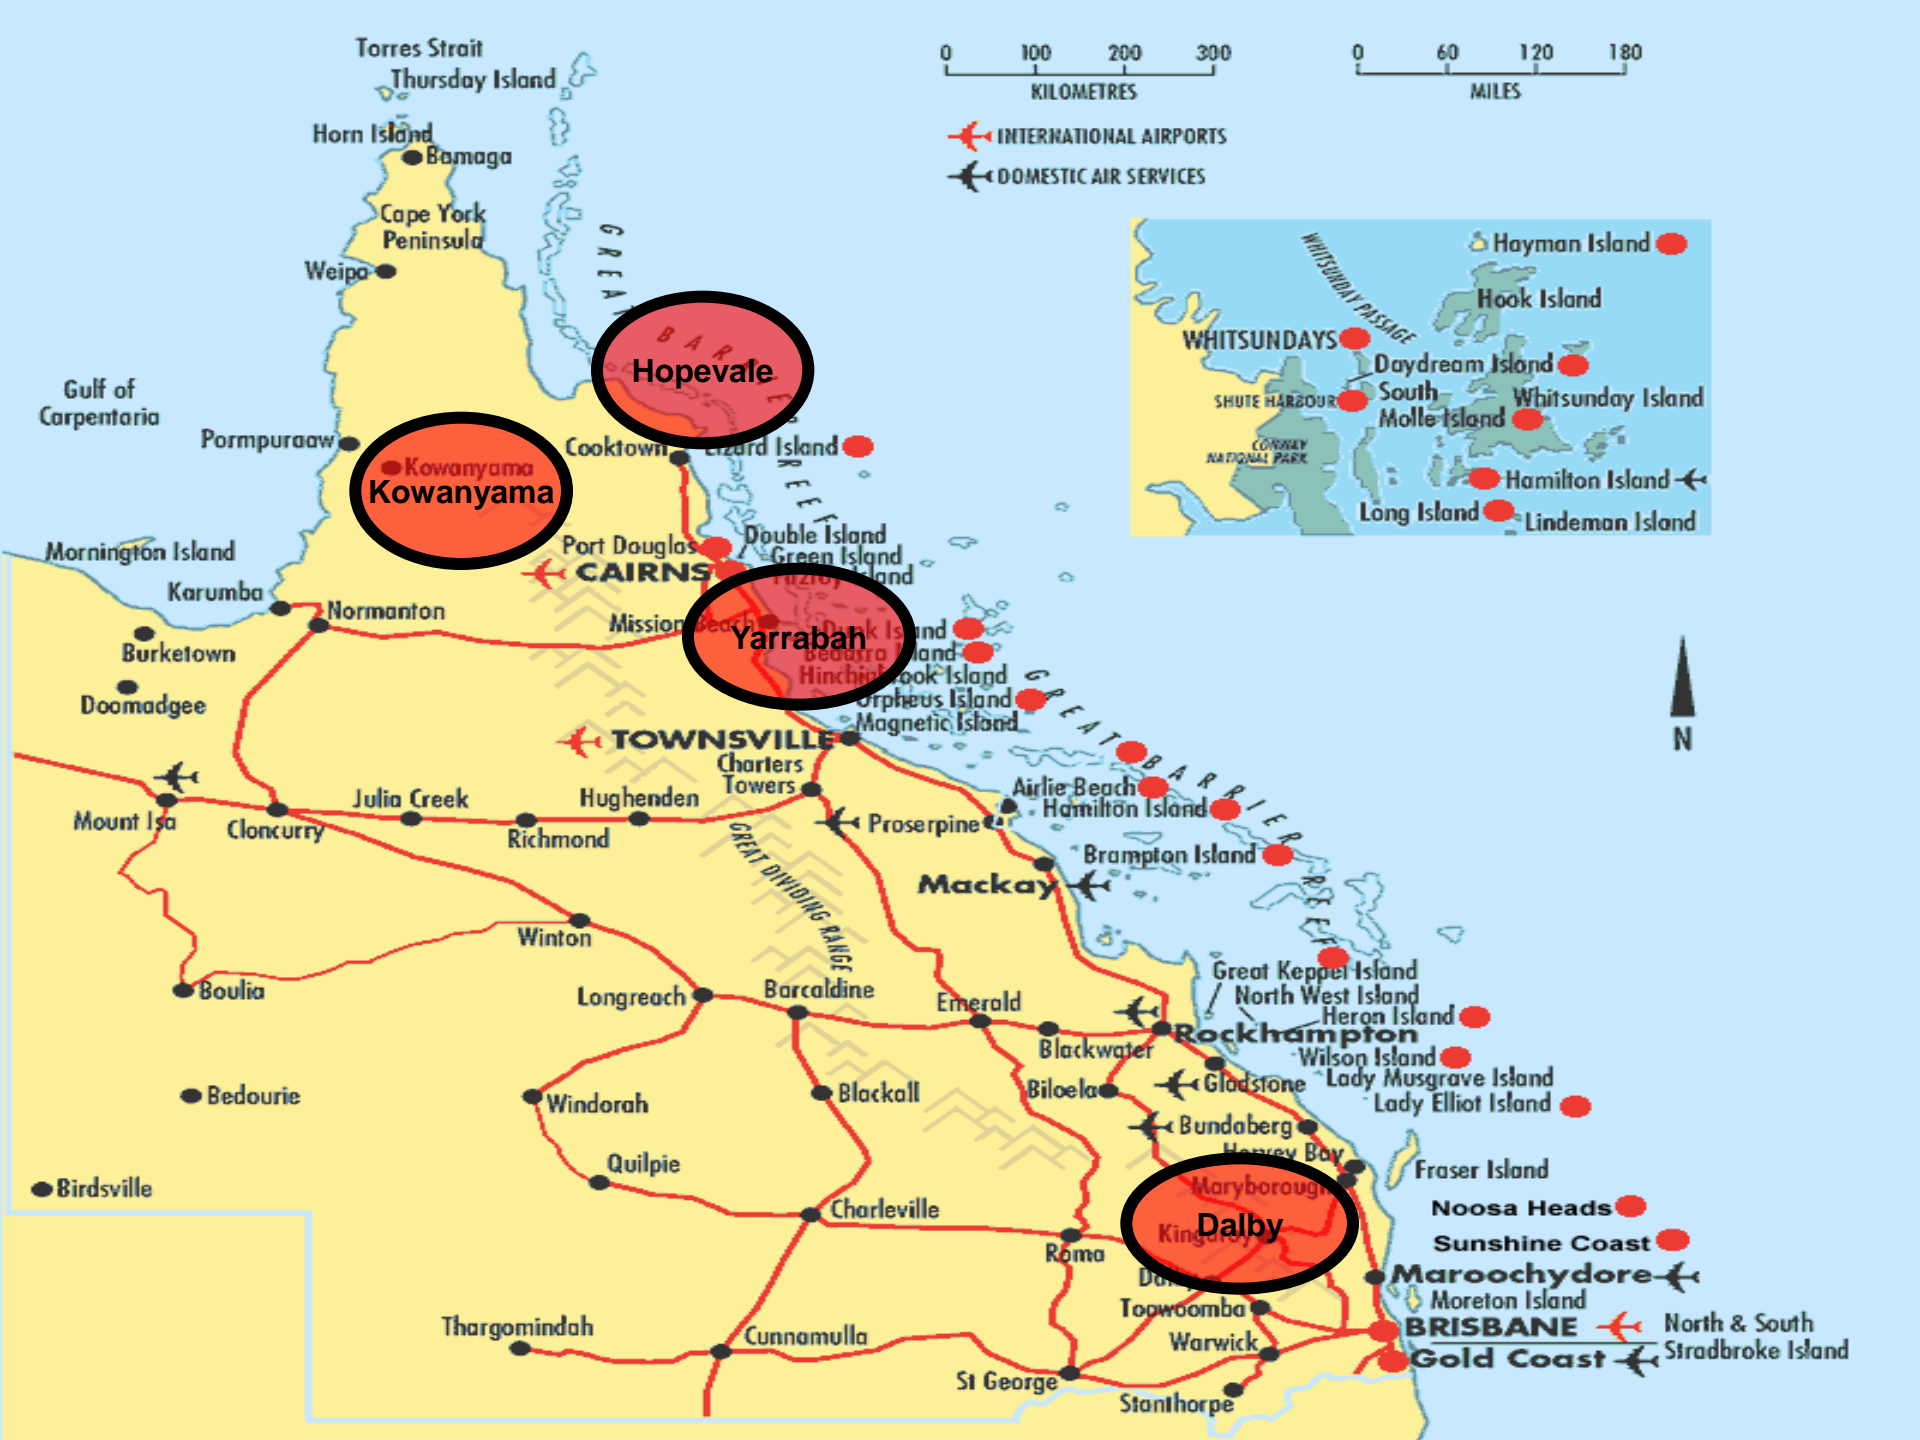 Torres Strait
Thursday Island
Horn Island
Bamaga
Cape York
Peninsula
Weipa
0 100 200 300
KILOMETRES
0 60 120 180
MILES
INTERNATIONAL AIRPORTS
DOMESTIC AIR SERVICES
GREAT BARRIER REEF
Hopevale
Gulf of
Carpentaria
Pormpuraaw
Kowanyama
Kowanyama
Cooktown
Lizard Island
WHITSUNDAY PASSAGE
Hayman Island
Hook Island
WHITSUNDAYS
Daydream Island
South
Molle Island
SHUTE HARBOUR
Whitsunday Island
CONWAY
NATIONAL PARK
Hamilton Island
Long Island
Lindeman Island
Mornington Island
Karumba
Normanton
Burketown
Doomadgee
Port Douglas
CAIRNS
Double Island
Green Island
Fitzroy Island
Mission Beach
Yarrabah
Dunk Island
Bedarra Island
Hinchinbrook Island
Orpheus Island
Magnetic Island
TOWNSVILLE
Charters
Towers
GREAT BARRIER REEF
N
Mount Isa
Cloncurry
Julia Creek
Richmond
Hughenden
GREAT DIVIDING RANGE
Proserpine
Airlie Beach
Hamilton Island
Brampton Island
Mackay
Winton
Boulia
Longreach
Barcaldine
Emerald
Blackwater
Rockhampton
Great Keppel Island
North West Island
Heron Island
Wilson Island
Lady Musgrave Island
Lady Elliot Island
Bedourie
Windorah
Blackall
Biloela
Gladstone
Bundaberg
Hervey Bay
Fraser Island
Birdsville
Quilpie
Charleville
Roma
Maryborough
Kingaroy
Dalby
Dalby
Noosa Heads
Sunshine Coast
Maroochydore
Moreton Island
Toowoomba
BRISBANE
North & South
Stradbroke Island
Warwick
Gold Coast
Thargomindah
Cunnamulla
St George
Stanthorpe